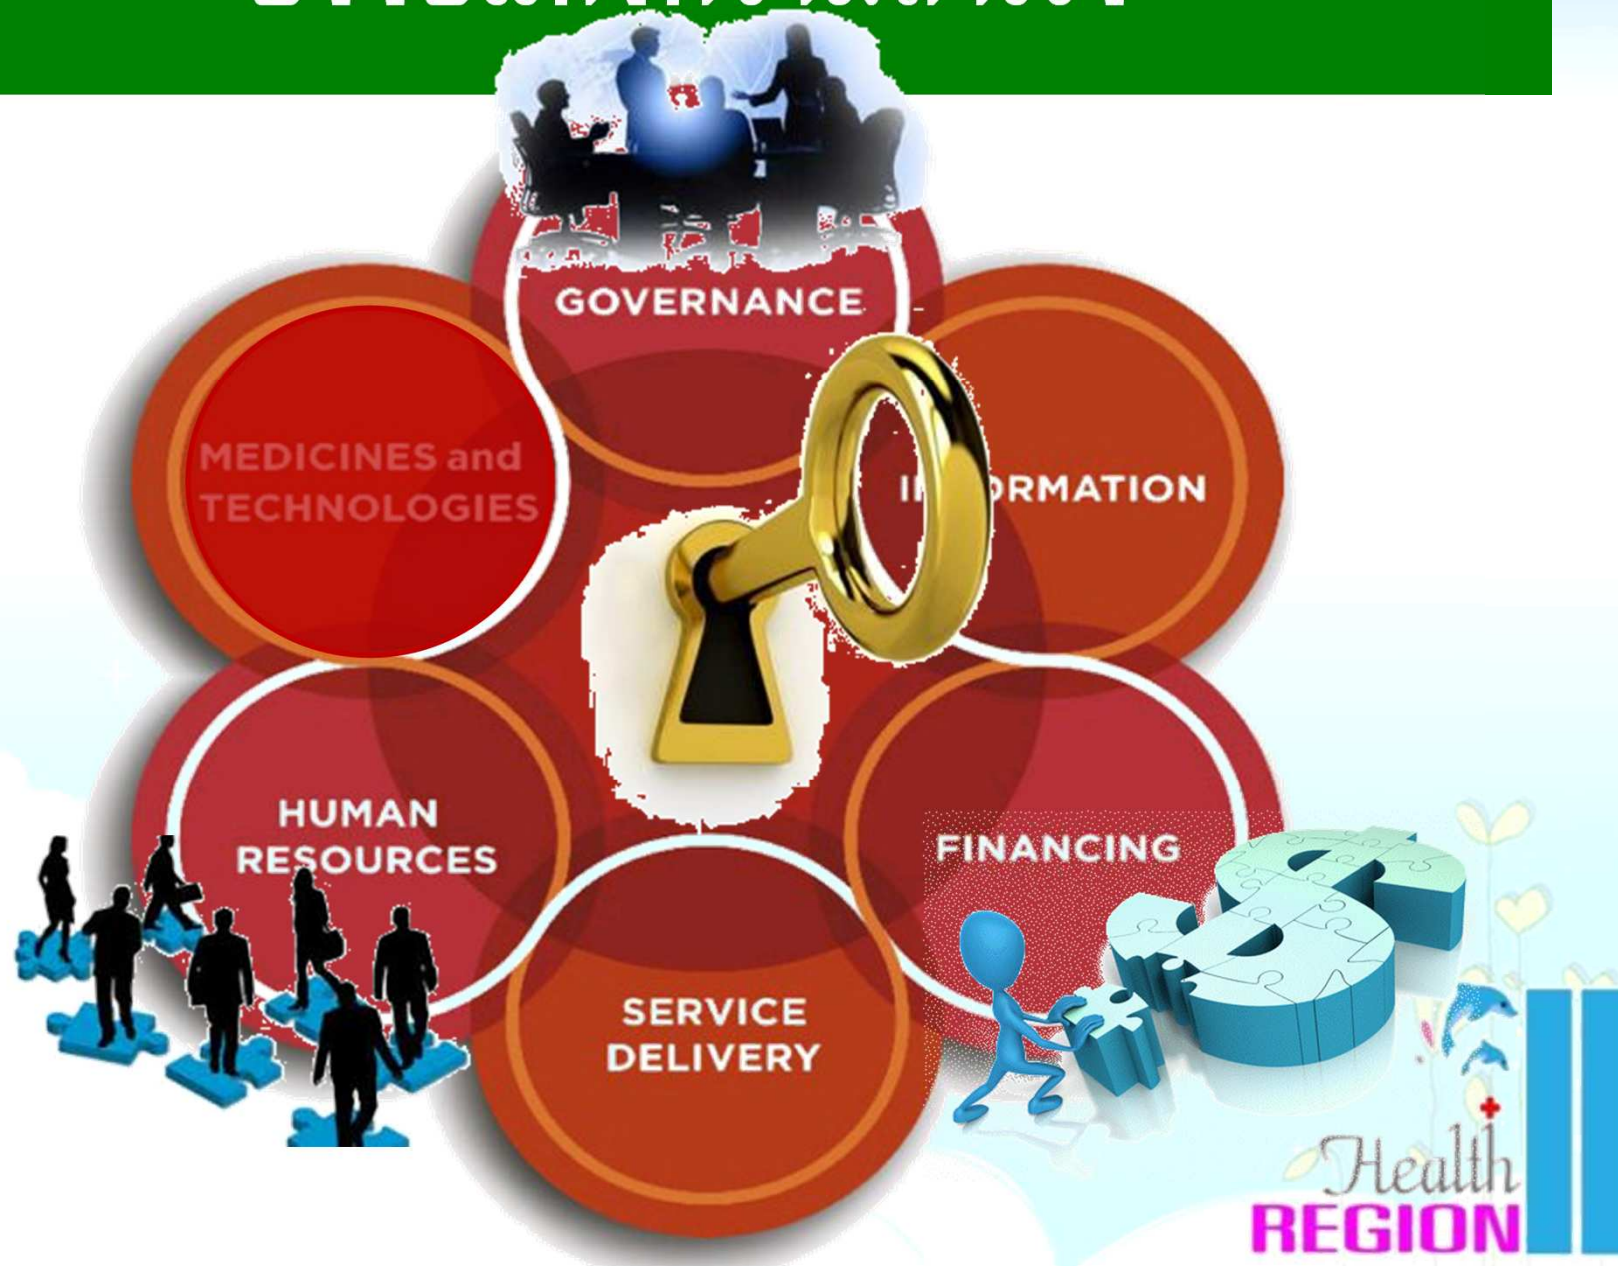 GOVERNANCE
MEDICINES and
TECHNOLOGIES
HUMAN
RESOURCES
FINANCING
SERVICE
DELIVERY
Health
REGION